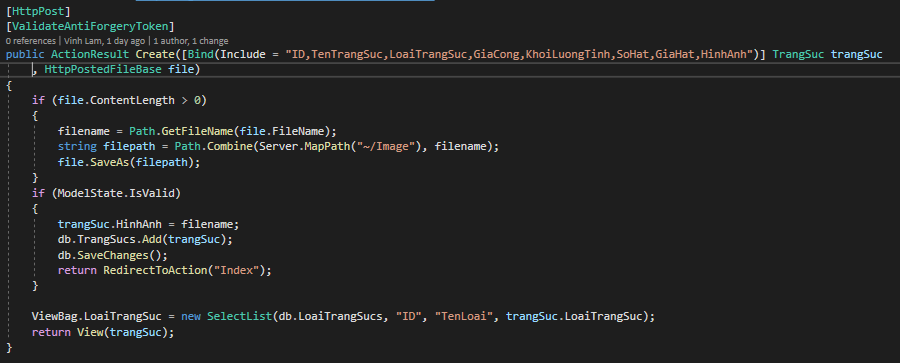 [HttpPost]
[ValidateAntiForgeryToken]
0 references | Vinh Lam, 1 day ago | 1 author, 1 change
public ActionResult Create([Bind(Include = "ID,TenTrangSuc,LoaiTrangSuc,GiaCong,KhoiLuongTinh,SoHat,GiaHat,HinhAnh")] TrangSuc trangSuc
, HttpPostedFileBase file)
{
if (file.ContentLength > 0)
{
filename = Path.GetFileName(file.FileName);
string filepath = Path.Combine(Server.MapPath("~/Image"), filename);
file.SaveAs(filepath);
}
if (ModelState.IsValid)
{
trangSuc.HinhAnh = filename;
db.TrangSucs.Add(trangSuc);
db.SaveChanges();
return RedirectToAction("Index");
}
ViewBag.LoaiTrangSuc = new SelectList(db.LoaiTrangSucs, "ID", "TenLoai", trangSuc.LoaiTrangSuc);
return View(trangSuc);
}